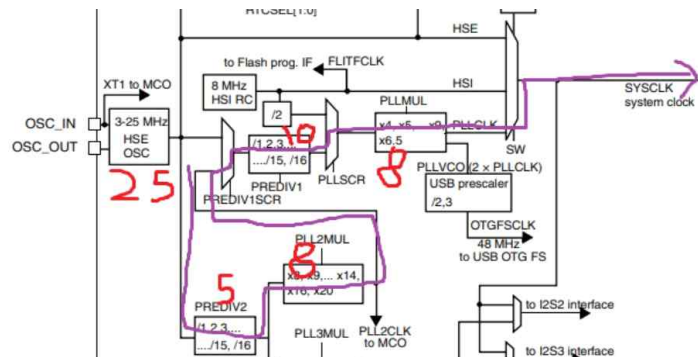 RTCSEL[1:0]
HSE
to Flash prog. IF
FLITFCLK
XT1 to MCO
8 MHz
HSI RC
HSI
SYSCLK
system clock
OSC_IN
OSC_OUT
3-25 MHz
HSE
OSC
/2
PLLMUL
x4, x5, x9,
x6.5
PLLCLK
SW
10
/1,2,3,...
..../15, /16
PREDIV1
PLLSCR
8
25
PREDIV1SCR
PLLVCO (2 × PLLCLK)
USB prescaler
/2,3
OTGFSCLK
48 MHz
to USB OTG FS
PLL2MUL
8
x8, x9,... x14,
x16, x20
5
PREDIV2
/1,2,3,...
..../15, /16
PLL2CLK
to MCO
PLL3MUL
to I2S2 interface
to I2S3 interface